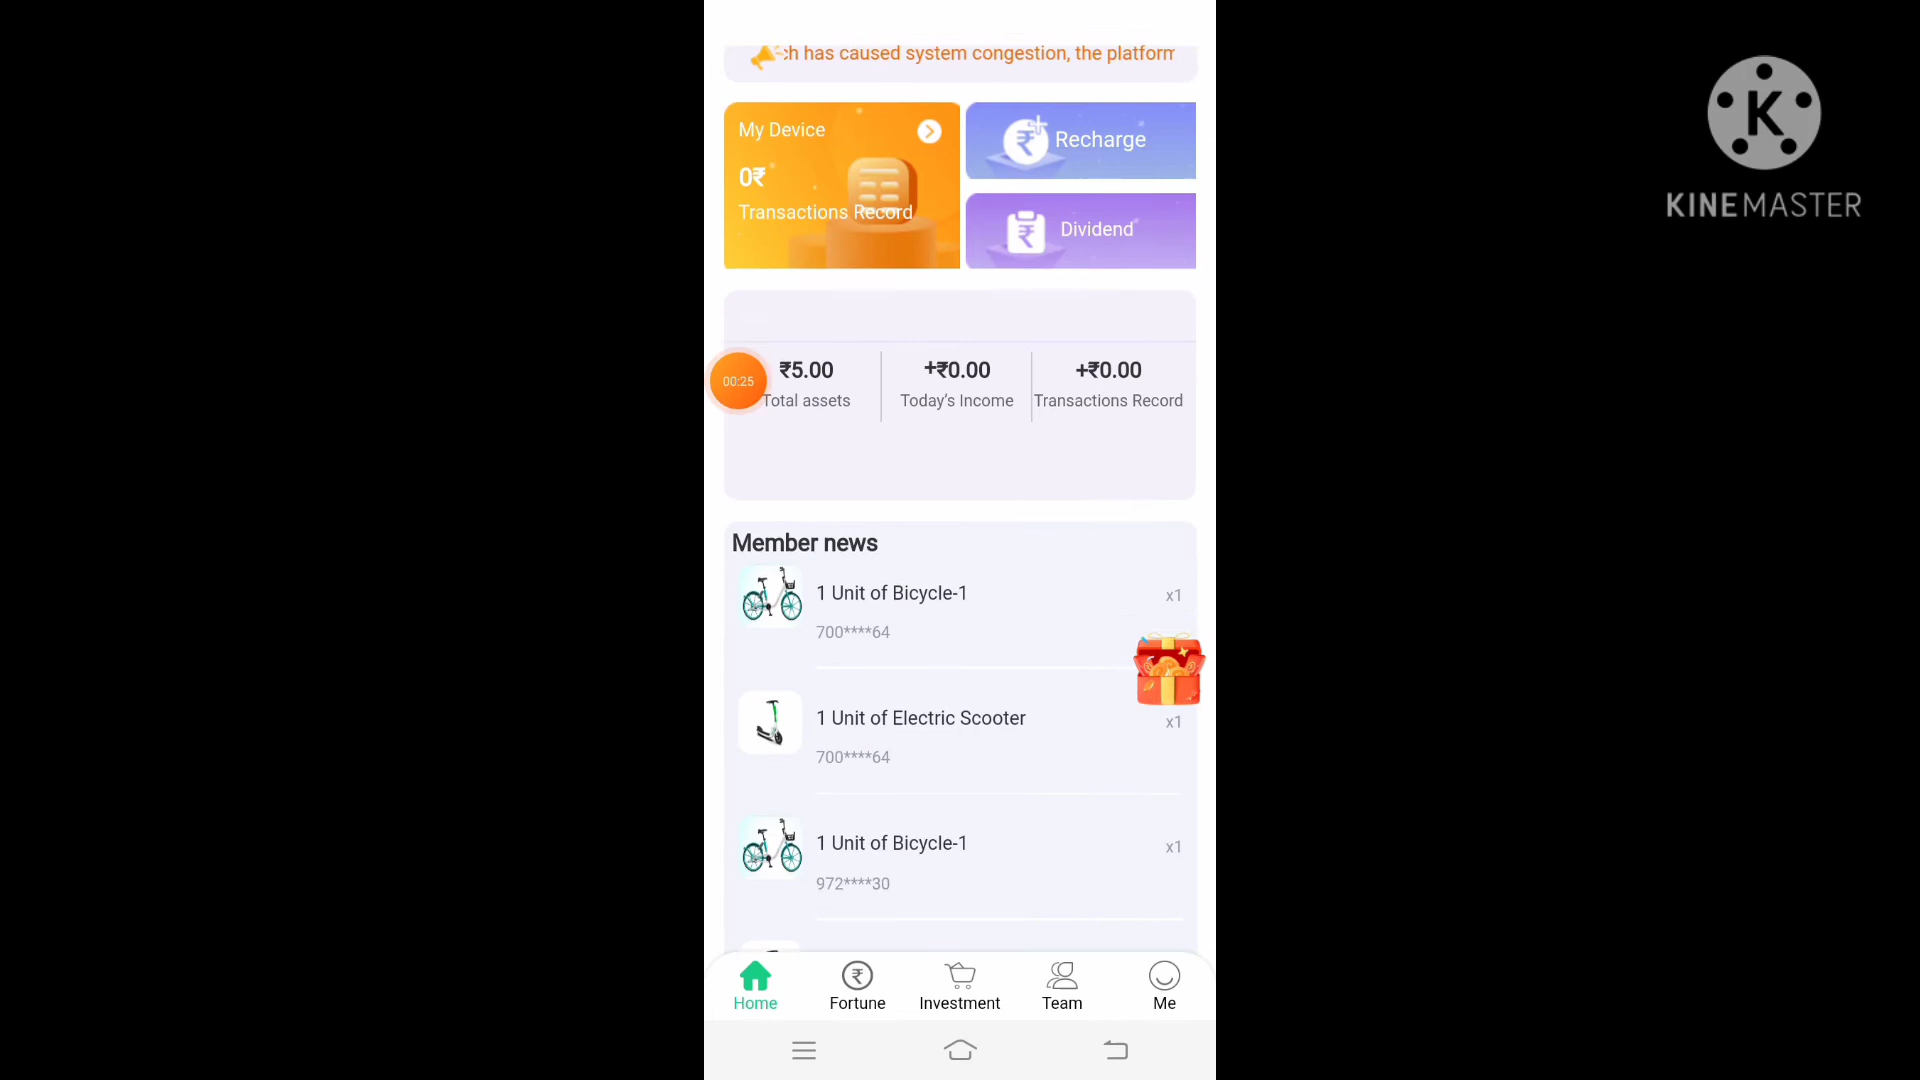 ch has caused system congestion, the platform
My Device
0₹
Transactions Record
Recharge
Dividend
₹5.00
+₹0.00
+₹0.00
00:25
Total assets
Today's Income
Transactions Record
Member news
1 Unit of Bicycle-1
x1
700****64
1 Unit of Electric Scooter
x1
700****64
1 Unit of Bicycle-1
x1
972****30
Home
Fortune
Investment
Team
Me
K
KINEMASTER